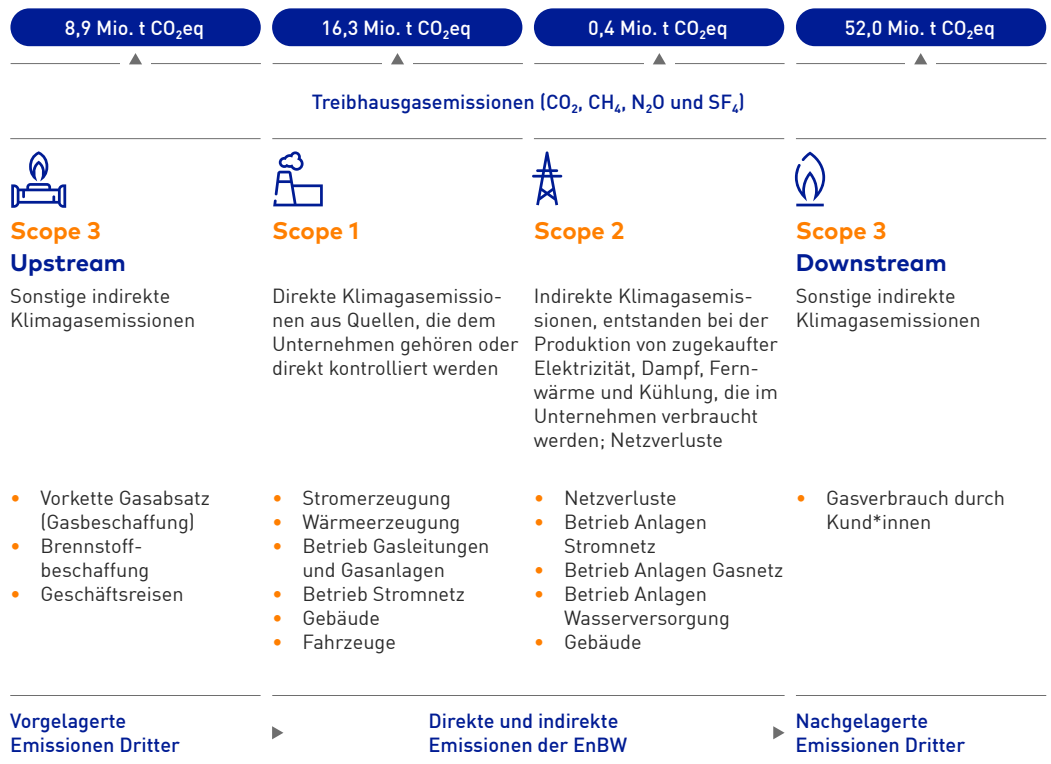 8,9 Mio. t CO₂eq
16,3 Mio. t CO₂eq
0,4 Mio. t CO₂eq
52,0 Mio. t CO₂eq
Treibhausgasemissionen (CO₂, CH₄, N₂O und SF₄)
Scope 3
Upstream
Sonstige indirekte
Klimagasemissionen
• Vorkette Gasabsatz
(Gasbeschaffung)
• Brennstoff-
beschaffung
• Geschäftsreisen
Scope 1
Direkte Klimagasemissio-
nen aus Quellen, die dem
Unternehmen gehören oder
direkt kontrolliert werden
• Stromerzeugung
• Wärmeerzeugung
• Betrieb Gasleitungen
und Gasanlagen
• Betrieb Stromnetz
• Gebäude
• Fahrzeuge
Scope 2
Indirekte Klimagasemis-
sionen, entstanden bei der
Produktion von zugekaufter
Elektrizität, Dampf, Fern-
wärme und Kühlung, die im
Unternehmen verbraucht
werden; Netzverluste
• Netzverluste
• Betrieb Anlagen
Stromnetz
• Betrieb Anlagen Gasnetz
• Betrieb Anlagen
Wasserversorgung
• Gebäude
Scope 3
Downstream
Sonstige indirekte
Klimagasemissionen
• Gasverbrauch durch
Kund*innen
Vorgelagerte
Emissionen Dritter
Direkte und indirekte
Emissionen der EnBW
Nachgelagerte
Emissionen Dritter